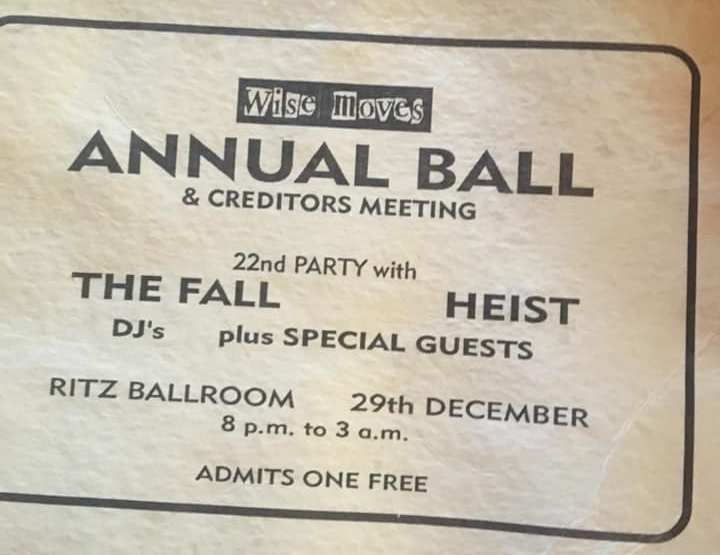 Wise Moves
ANNUAL BALL
& CREDITORS MEETING
22nd PARTY with
THE FALL HEIST
DJ's plus SPECIAL GUESTS
RITZ BALLROOM 29th DECEMBER
8 p.m. to 3 a.m.
ADMITS ONE FREE